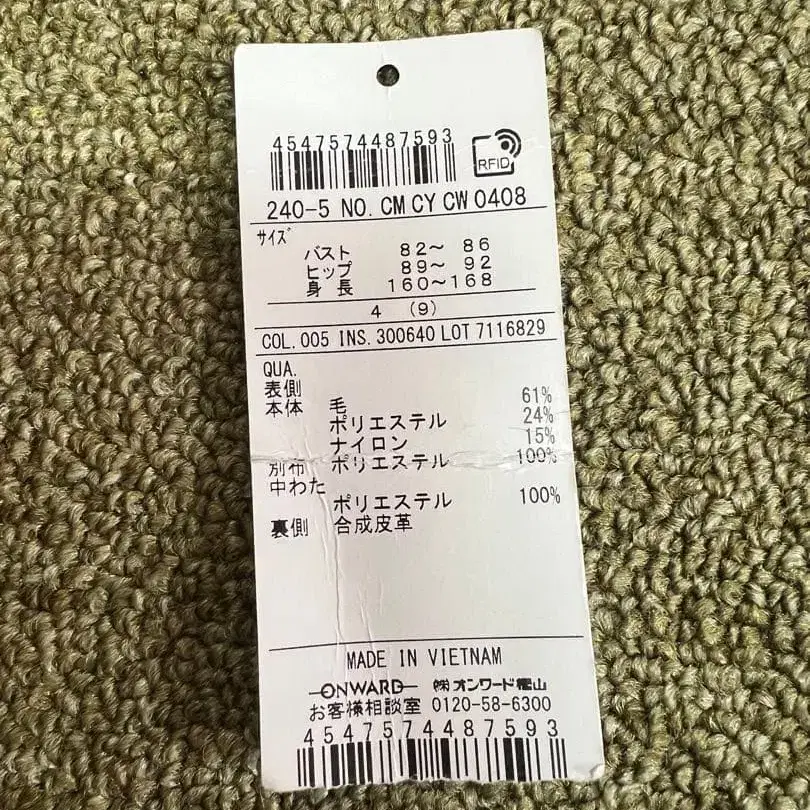 4547574487593
RFID
240-5 NO. CM CY CW 0408
サイズ
バスト 82～ 86
ヒップ 89～ 92
身 長 160～168
4 (9)
COL. 005 INS. 300640 LOT 7116829
QUA.
表側
本体 毛 61%
ポリエステル 24%
ナイロン 15%
別布 ポリエステル 100%
中わた
ポリエステル 100%
裏側 合成皮革
MADE IN VIETNAM
ONWARD ㈱オンワード樫山
お客様相談室 0120-58-6300
4547574487593